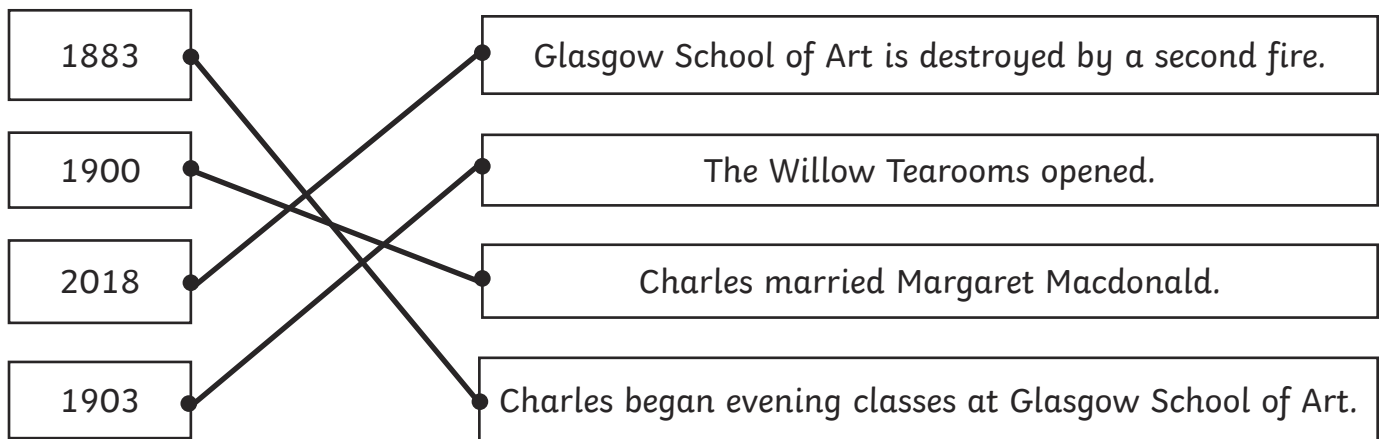 1883
Glasgow School of Art is destroyed by a second fire.
1900
The Willow Tearooms opened.
2018
Charles married Margaret Macdonald.
1903
Charles began evening classes at Glasgow School of Art.